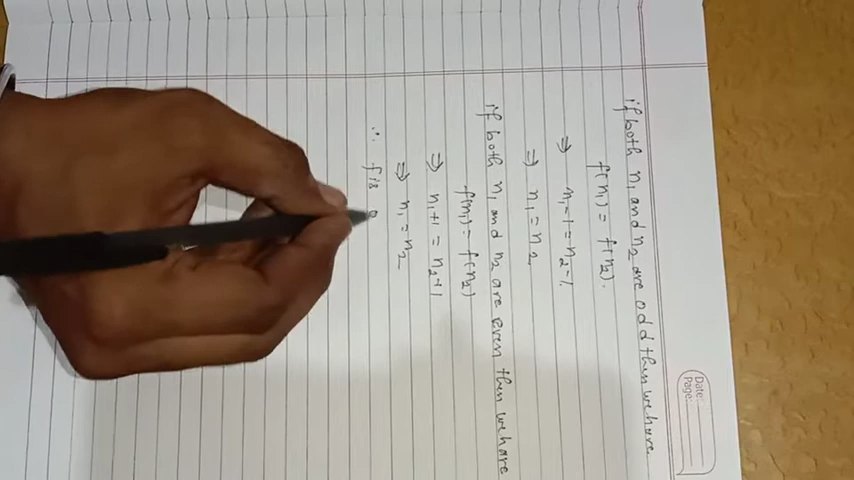 Date:
Page:
if both n₁ and n₂ are odd then we have.
f(n₁) = f(n₂).
⇒ n₁-1 = n₂-1.
⇒ n₁ = n₂
if both n₁ and n₂ are even then we have
f(n₁) = f(n₂)
⇒ n₁+1 = n₂+1
⇒ n₁ = n₂
∴ f is o